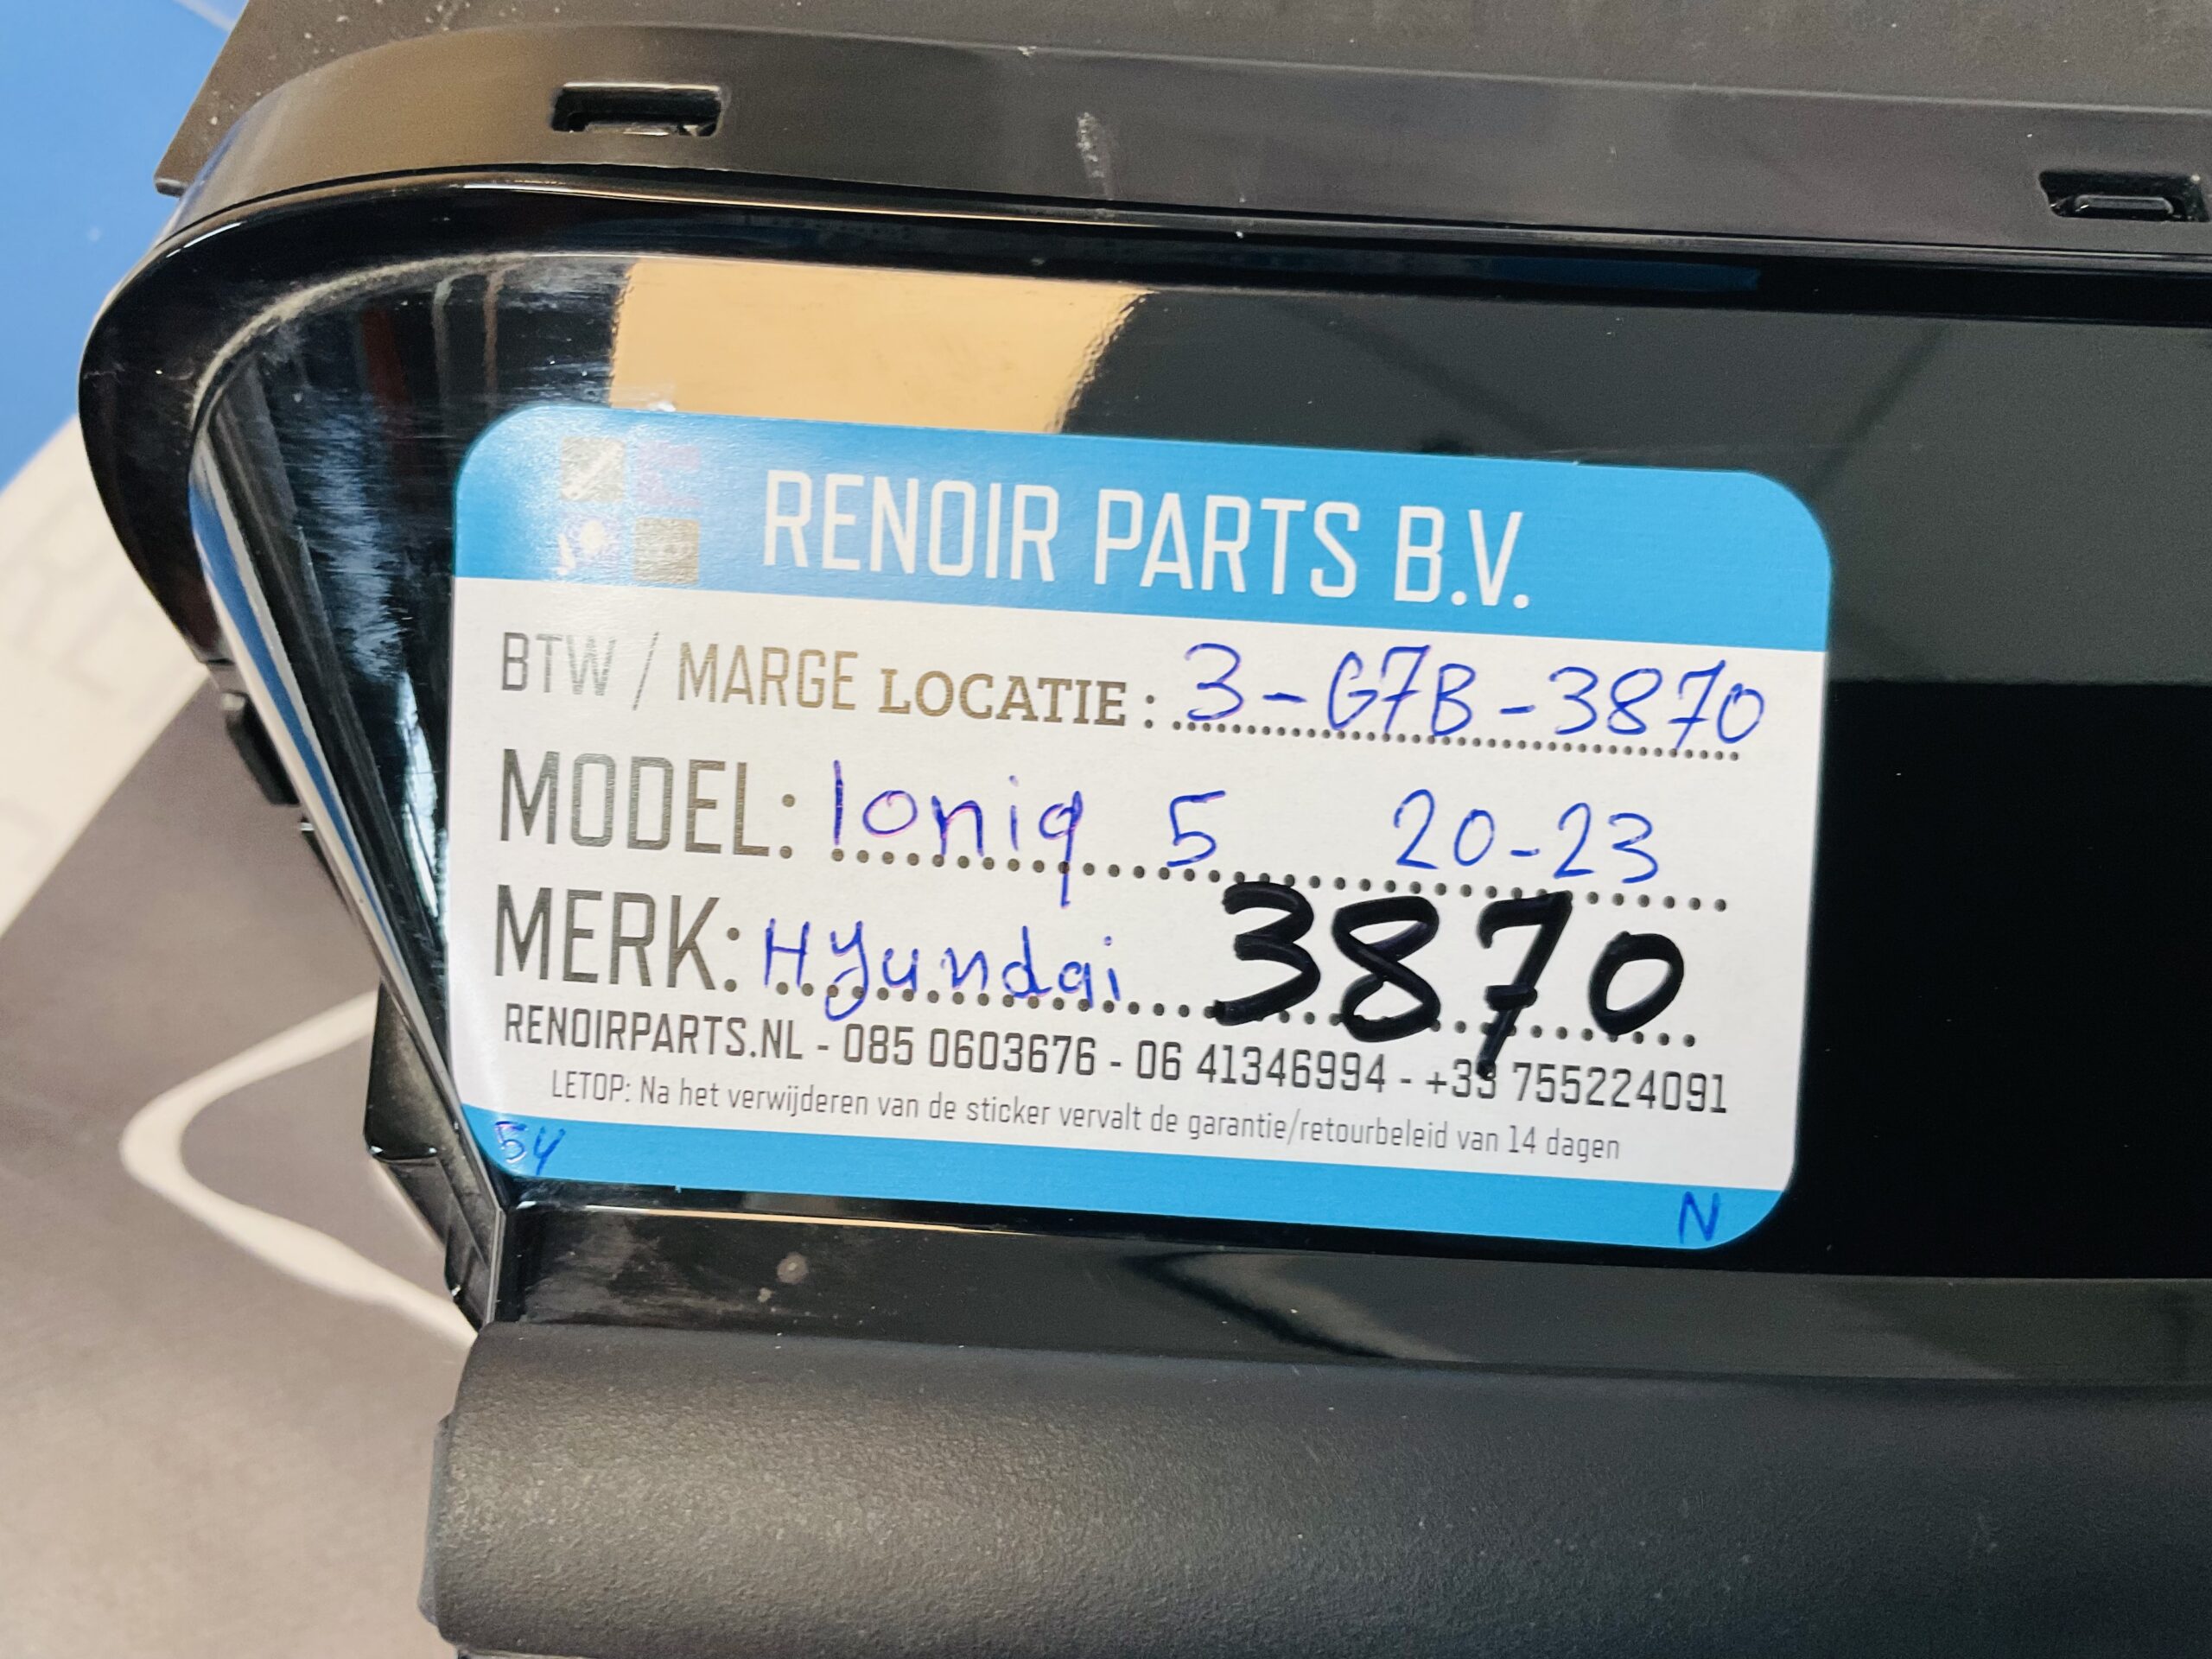 RENOIR PARTS B.V.
BTW / MARGE LOCATIE : 3-G7B-3870
MODEL: Ioniq 5 20-23
MERK: Hyundai 3870
RENOIRPARTS.NL - 085 0603676 - 06 41346994 - +33 755224091
LETOP: Na het verwijderen van de sticker vervalt de garantie/retourbeleid van 14 dagen
54
N